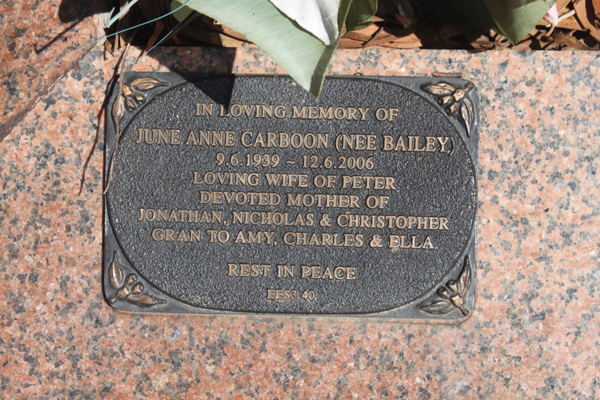 IN LOVING MEMORY OF
JUNE ANNE CARBOON (NEE BAILEY)
9.6.1939 ~ 12.6.2006
LOVING WIFE OF PETER
DEVOTED MOTHER OF
JONATHAN, NICHOLAS & CHRISTOPHER
GRAN TO AMY, CHARLES & ELLA
REST IN PEACE
40